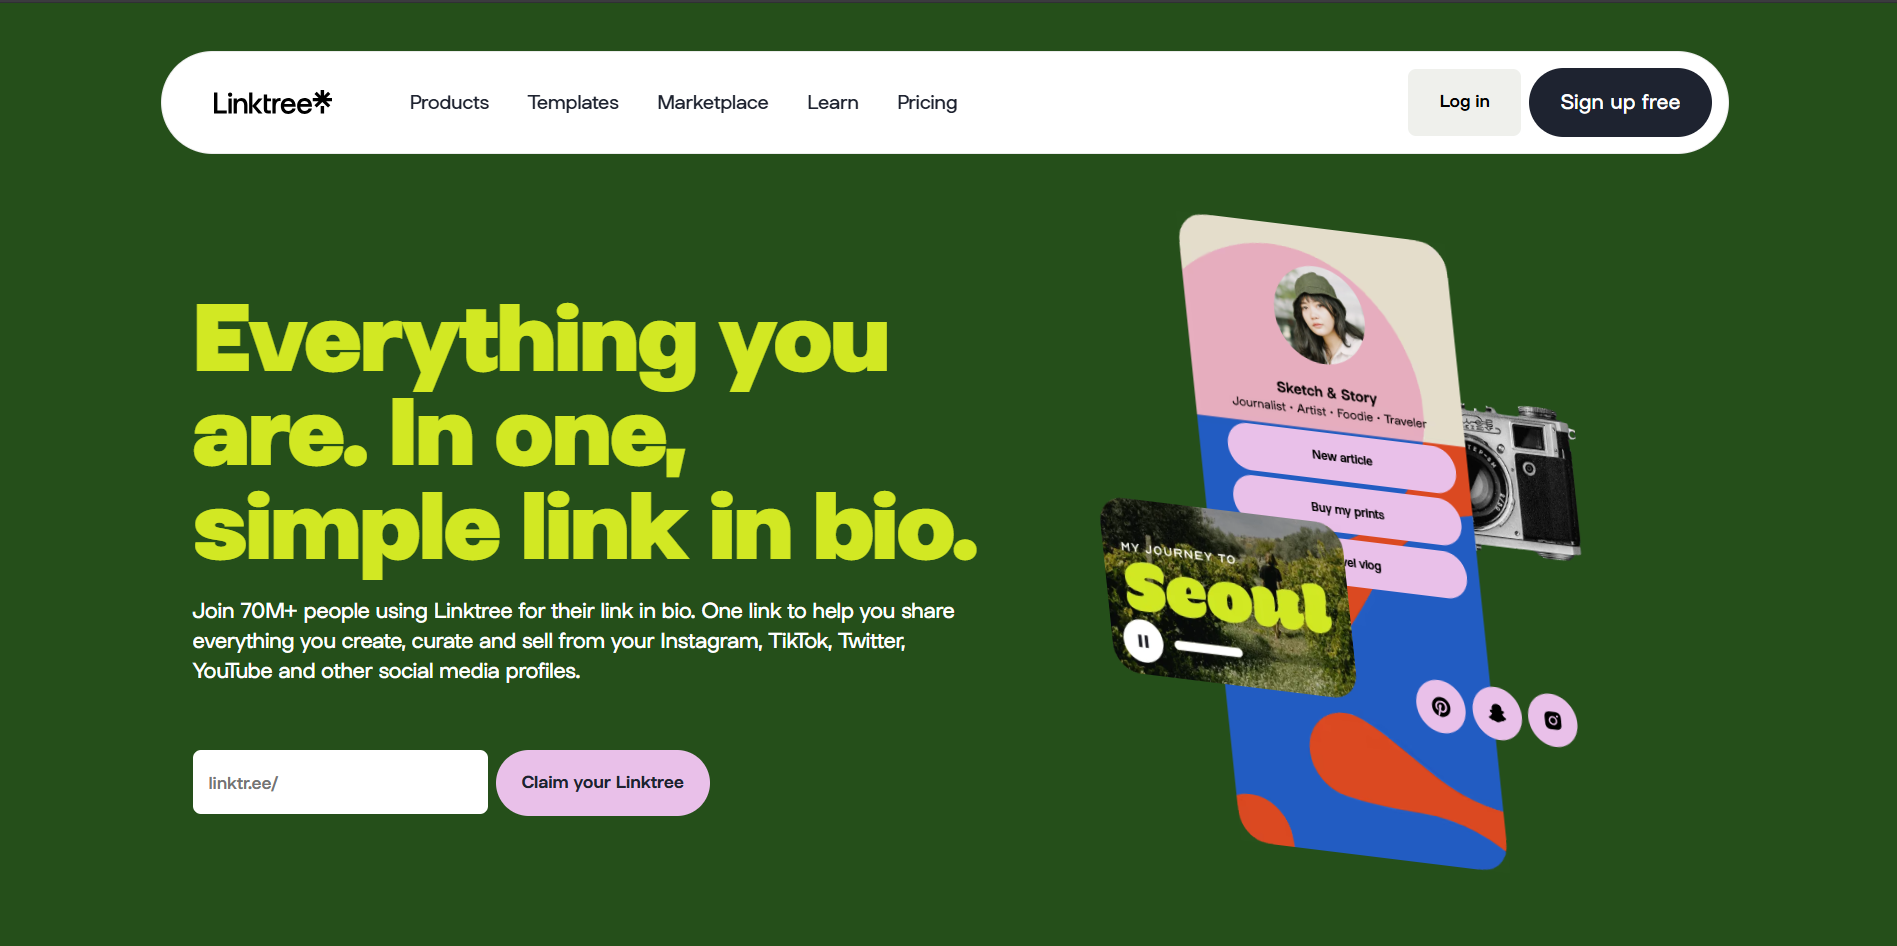 Linktree
Products
Templates
Marketplace
Learn
Pricing
Log in
Sign up free
Everything you
are. In one,
simple link in bio.
Join 70M+ people using Linktree for their link in bio. One link to help you share
everything you create, curate and sell from your Instagram, TikTok, Twitter,
YouTube and other social media profiles.
linktr.ee/
Claim your Linktree
Sketch & Story
Journalist • Artist • Foodie • Traveler
New article
Buy my prints
vel vlog
MY JOURNEY TO
Seoul